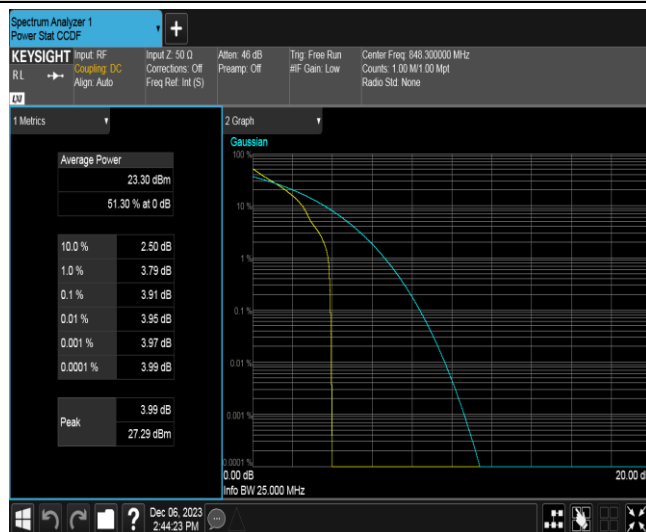 Spectrum Analyzer 1
Power Stat CCDF
+
KEYSIGHT Input: RF Input Z: 50 Ω Atten: 46 dB Trig: Free Run Center Freq: 848.300000 MHz
RL Coupling: DC Corrections: Off Preamp: Off #IF Gain: Low Counts: 1.00 M/1.00 Mpt
Align: Auto Freq Ref: Int (S) Radio Std: None
LXI
1 Metrics
Average Power
23.30 dBm
51.30 % at 0 dB
10.0 % 2.50 dB
1.0 % 3.79 dB
0.1 % 3.91 dB
0.01 % 3.95 dB
0.001 % 3.97 dB
0.0001 % 3.99 dB
Peak 3.99 dB
27.29 dBm
2 Graph
Gaussian
100 %
10 %
1 %
0.1 %
0.01 %
0.001 %
0.0001 %
0.00 dB 20.00 d
Info BW 25.000 MHz
? Dec 06, 2023
2:44:23 PM